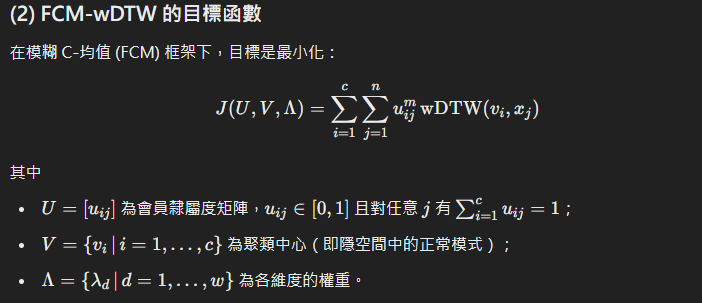 (2) FCM-wDTW 的目標函數
在模糊 C-均值 (FCM) 框架下，目標是最小化：
J(U, V, Λ) = \sum_{i=1}^{c} \sum_{j=1}^{n} u_{ij}^{m} wDTW(v_i, x_j)
其中
• U = [u_{ij}] 為會員隸屬度矩陣，u_{ij} ∈ [0, 1] 且對任意 j 有 \sum_{i=1}^{c} u_{ij} = 1；
• V = {v_i | i = 1, . . . , c} 為聚類中心（即隱空間中的正常模式）；
• Λ = {λ_d | d = 1, . . . , w} 為各維度的權重。